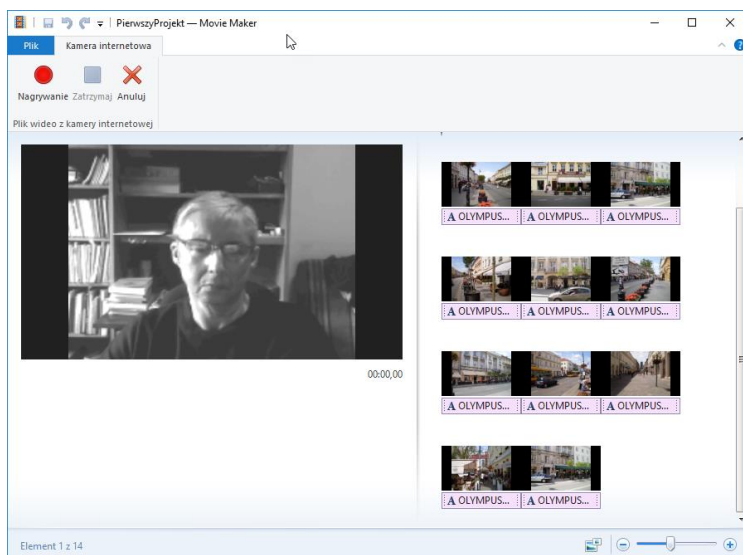 PierwszyProjekt — Movie Maker
Plik Kamera internetowa
Nagrywanie Zatrzymaj Anuluj
Plik wideo z kamery internetowej
00:00,00
A OLYMPUS... A OLYMPUS... A OLYMPUS...
A OLYMPUS... A OLYMPUS... A OLYMPUS...
A OLYMPUS... A OLYMPUS... A OLYMPUS...
A OLYMPUS... A OLYMPUS...
Element 1 z 14